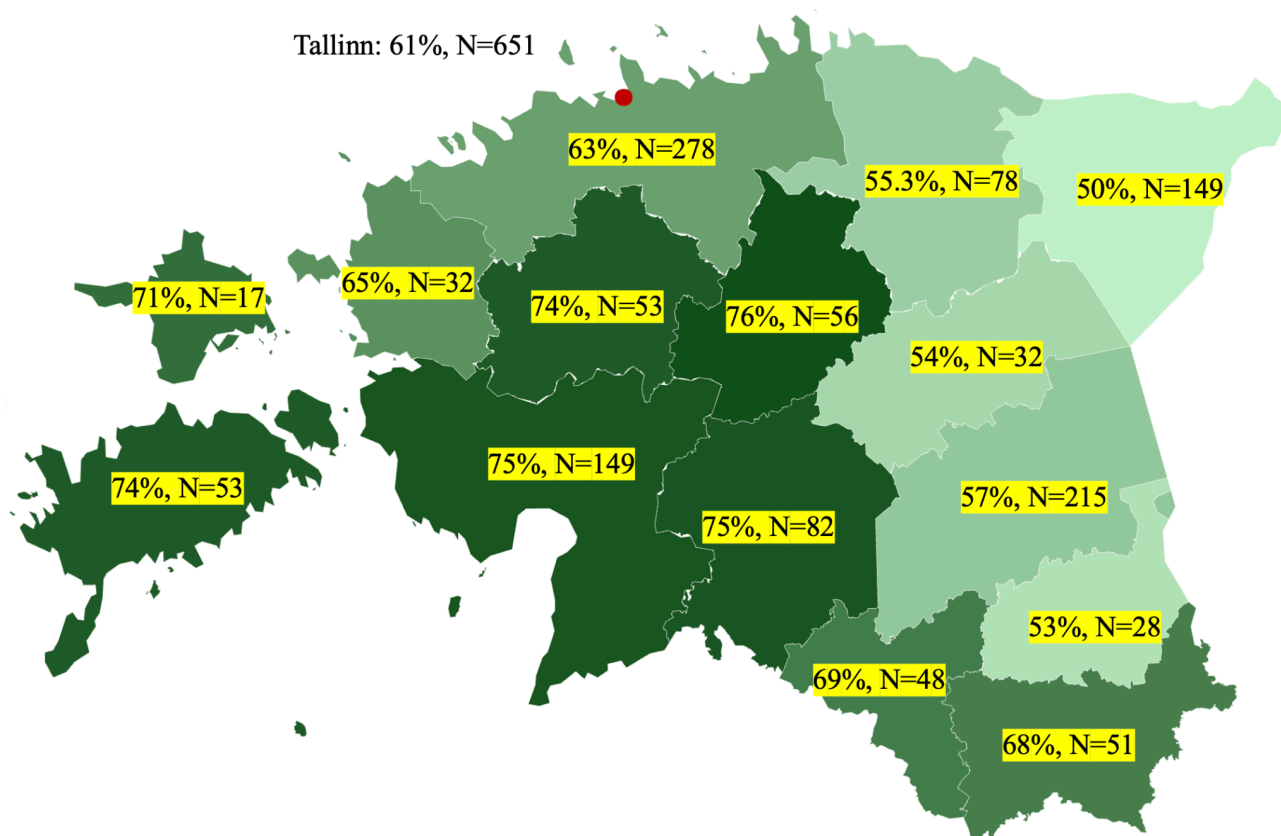 Tallinn: 61%, N=651
63%, N=278
55.3%, N=78
50%, N=149
65%, N=32
71%, N=17
74%, N=53
76%, N=56
54%, N=32
75%, N=149
74%, N=53
57%, N=215
75%, N=82
53%, N=28
69%, N=48
68%, N=51